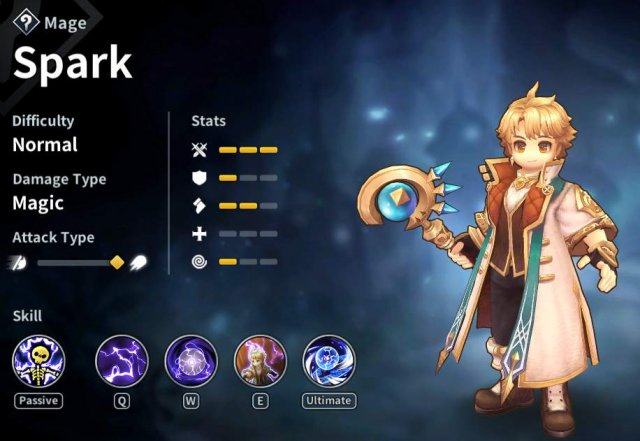 Mage
Spark
Difficulty
Normal
Damage Type
Magic
Attack Type
Stats
Skill
Passive
Q
W
E
Ultimate